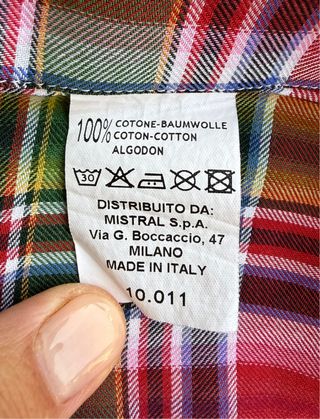 100% COTONE-BAUMWOLLE
COTON-COTTON
ALGODON
30
DISTRIBUITO DA:
MISTRAL S.p.A.
Via G. Boccaccio, 47
MILANO
MADE IN ITALY
10.011